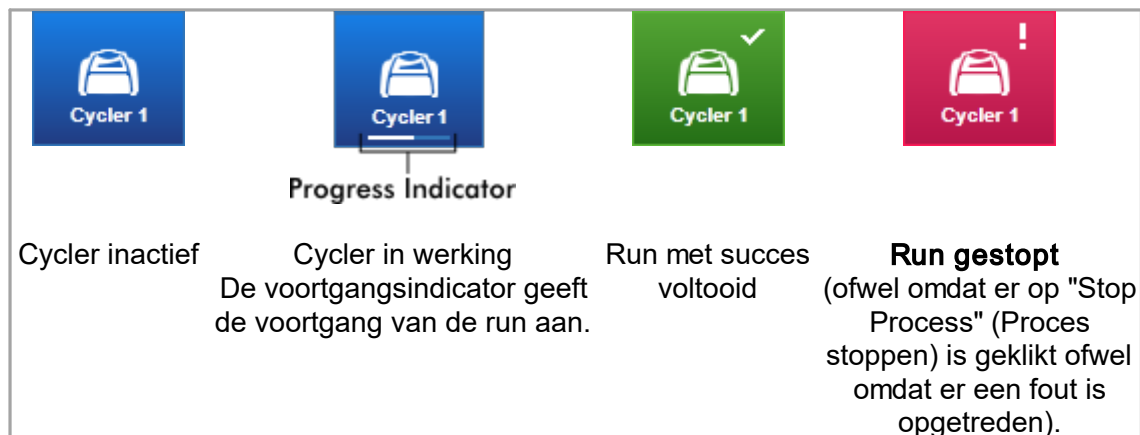 Cycler 1
Cycler 1
Cycler 1
Cycler 1
Progress Indicator
Cycler inactief
Cycler in werking
De voortgangsindicator geeft
de voortgang van de run aan.
Run met succes
voltooid
Run gestopt
(ofwel omdat er op "Stop
Process" (Proces
stoppen) is geklikt ofwel
omdat er een fout is
opgetreden).